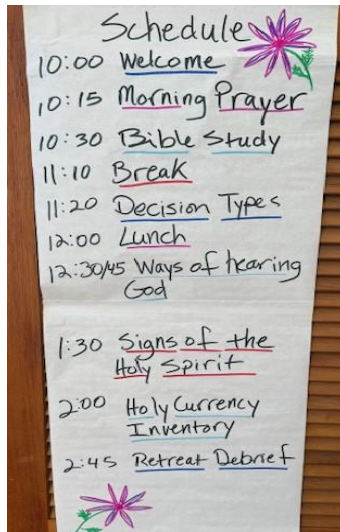 Schedule
10:00 Welcome
10:15 Morning Prayer
10:30 Bible Study
11:10 Break
11:20 Decision Types
12:00 Lunch
12:30/45 Ways of hearing
God
1:30 Signs of the
Holy Spirit
2:00 Holy Currency
Inventory
2:45 Retreat Debrief